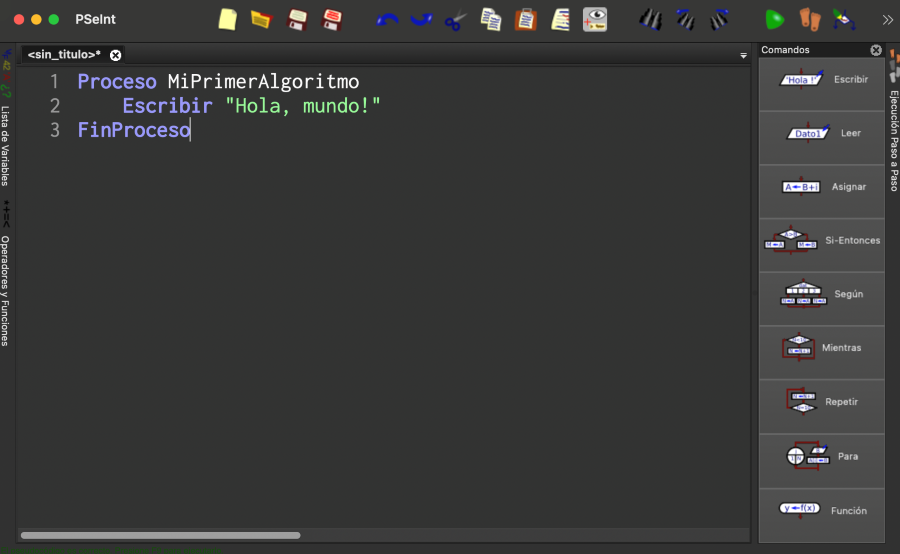 PSeInt
<sin_titulo>*
Comandos
1 Proceso MiPrimerAlgoritmo
2 Escribir "Hola, mundo!"
3 FinProceso
Lista de Variables
Operadores y Funciones
'Hola !' Escribir
Dato1 Leer
A←B+i Asignar
Si-Entonces
Según
Mientras
Repetir
Para
y←f(x) Función
Ejecución Paso a Paso